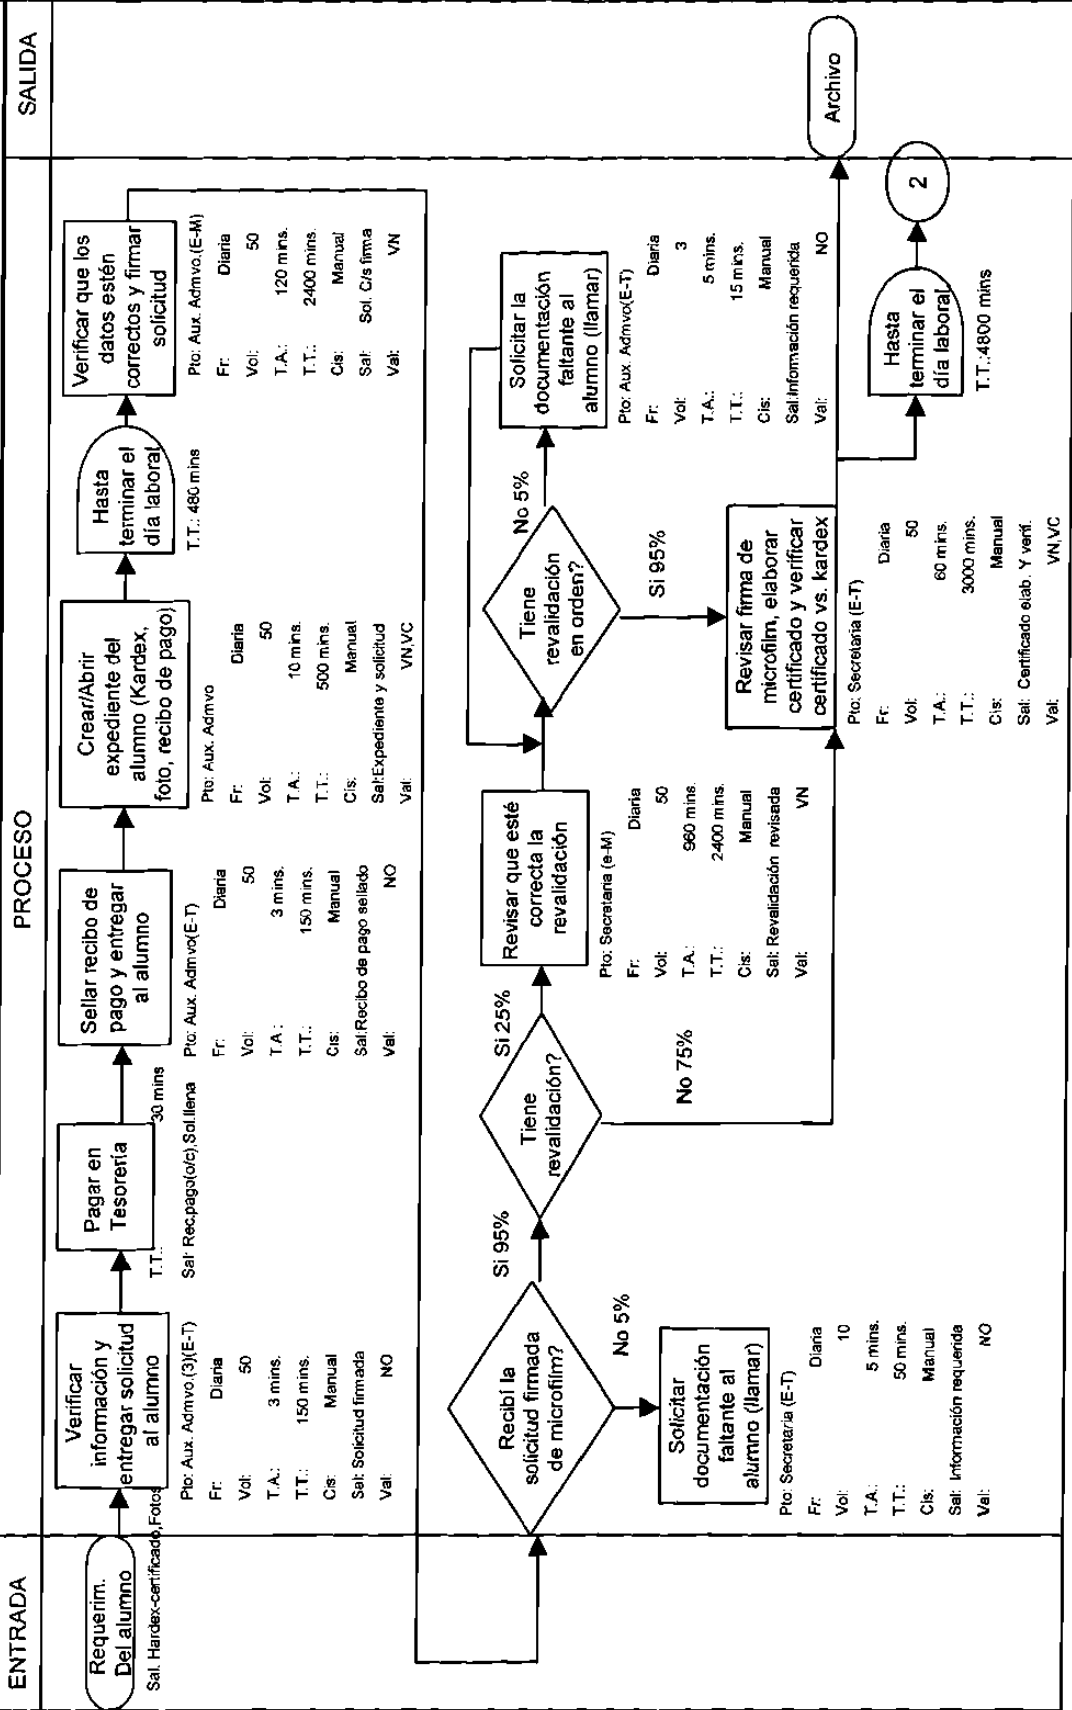 ENTRADA
PROCESO
SALIDA
Requerim.
Del alumno
Sal. Hardex-certificado,Fotos
Verificar
información y
entregar solicitud
al alumno
Pto: Aux. Admvo.(3)(E-T)
Fr: Diaria
Vol: 50
T.A.: 3 mins.
T.T.: 150 mins.
Cis: Manual
Sal: Solicitud firmada
Val: NO
Pagar en
Tesorería
T.T.: 30 mins
Sal: Rec.pago(o/c),Sol.llena
Sellar recibo de
pago y entregar
al alumno
Pto: Aux. Admvo(E-T)
Fr: Diaria
Vol: 50
T.A.: 3 mins.
T.T.: 150 mins.
Cis: Manual
Sal:Recibo de pago sellado
Val: NO
Crear/Abrir
expediente del
alumno (Kardex,
foto, recibo de pago)
Pto: Aux. Admvo
Fr: Diaria
Vol: 50
T.A.: 10 mins.
T.T.: 500 mins.
Cis: Manual
Sal:Expediente y solicitud
Val: VN,VC
Hasta
terminar el
día laboral
T.T.: 480 mins
Verificar que los
datos estén
correctos y firmar
solicitud
Pto: Aux. Admvo.(E-M)
Fr: Diaria
Vol: 50
T.A.: 120 mins.
T.T.: 2400 mins.
Cis: Manual
Sal: Sol. C/s firma
Val: VN
Recibí la
solicitud firmada
de microfilm?
Si 95%
No 5%
Solicitar
documentación
faltante al
alumno (llamar)
Pto: Secretaria (E-T)
Fr: Diaria
Vol: 10
T.A.: 5 mins.
T.T.: 50 mins.
Cis: Manual
Sal: Información requerida
Val: NO
Tiene
revalidación?
Si 25%
No 75%
Revisar que esté
correcta la
revalidación
Pto: Secretaria (e-M)
Fr: Diaria
Vol: 50
T.A.: 960 mins.
T.T.: 2400 mins.
Cis: Manual
Sal: Revalidación revisada
Val: VN
Tiene
revalidación
en orden?
No 5%
Si 95%
Solicitar la
documentación
faltante al
alumno (llamar)
Pto: Aux. Admvo(E-T)
Fr: Diaria
Vol: 3
T.A.: 5 mins.
T.T.: 15 mins.
Cis: Manual
Sal:Información requerida
Val: NO
Revisar firma de
microfilm, elaborar
certificado y verificar
certificado vs. kardex
Pto: Secretaria (E-T)
Fr: Diaria
Vol: 50
T.A.: 60 mins.
T.T.: 3000 mins.
Cis: Manual
Sal: Certificado elab. Y verif.
Val: VN,VC
Hasta
terminar el
día laboral
T.T.:4800 mins
Archivo
2